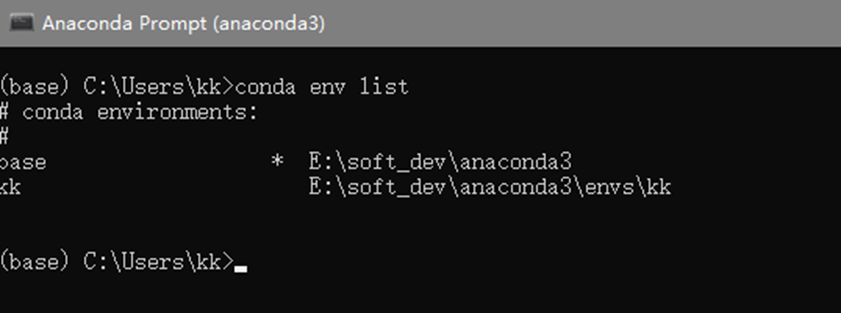 Anaconda Prompt (anaconda3)
(base) C:\Users\kk>conda env list
# conda environments:
#
base * E:\soft_dev\anaconda3
kk E:\soft_dev\anaconda3\envs\kk
(base) C:\Users\kk>